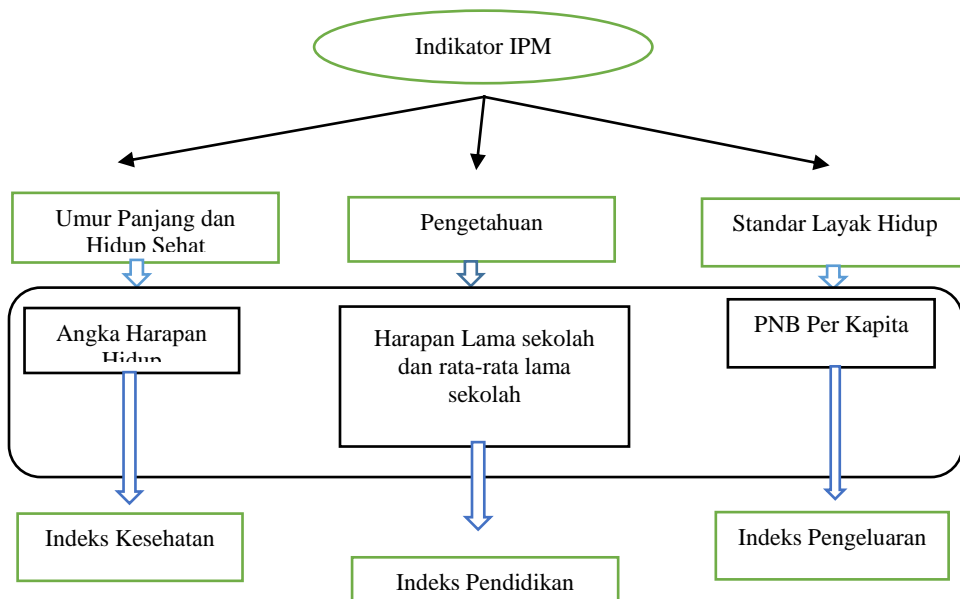 Indikator IPM
Umur Panjang dan
Hidup Sehat
Pengetahuan
Standar Layak Hidup
Angka Harapan
Hidup
Harapan Lama sekolah
dan rata-rata lama
sekolah
PNB Per Kapita
Indeks Kesehatan
Indeks Pendidikan
Indeks Pengeluaran